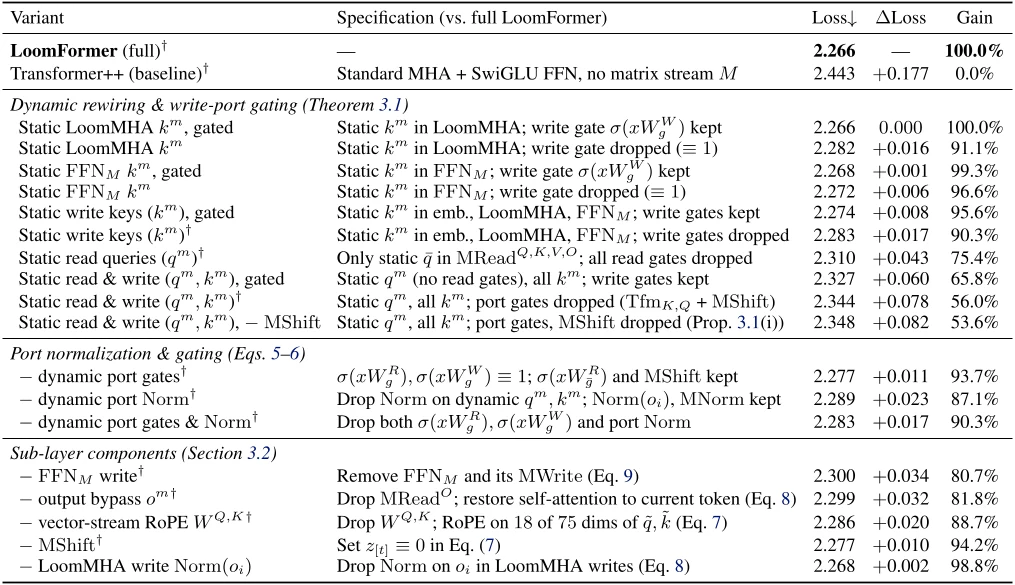 Variant Specification (vs. full LoomFormer) Loss↓ ΔLoss Gain
LoomFormer (full)† — 2.266 — 100.0%
Transformer++ (baseline)† Standard MHA + SwiGLU FFN, no matrix stream M 2.443 +0.177 0.0%
Dynamic rewiring & write-port gating (Theorem 3.1)
Static LoomMHA k^m, gated Static k^m in LoomMHA; write gate σ(xW_g^W) kept 2.266 0.000 100.0%
Static LoomMHA k^m Static k^m in LoomMHA; write gate dropped (≡ 1) 2.282 +0.016 91.1%
Static FFN_M k^m, gated Static k^m in FFN_M; write gate σ(xW_g^W) kept 2.268 +0.001 99.3%
Static FFN_M k^m Static k^m in FFN_M; write gate dropped (≡ 1) 2.272 +0.006 96.6%
Static write keys (k^m), gated Static k^m in emb., LoomMHA, FFN_M; write gates kept 2.274 +0.008 95.6%
Static write keys (k^m)† Static k^m in emb., LoomMHA, FFN_M; write gates dropped 2.283 +0.017 90.3%
Static read queries (q^m)† Only static q̄ in MRead^{Q,K,V,O}; all read gates dropped 2.310 +0.043 75.4%
Static read & write (q^m, k^m), gated Static q^m (no read gates), all k^m; write gates kept 2.327 +0.060 65.8%
Static read & write (q^m, k^m)† Static q^m, all k^m; port gates dropped (Tfm_{K,Q} + MShift) 2.344 +0.078 56.0%
Static read & write (q^m, k^m), − MShift Static q^m, all k^m; port gates, MShift dropped (Prop. 3.1(i)) 2.348 +0.082 53.6%
Port normalization & gating (Eqs. 5–6)
− dynamic port gates† σ(xW_g^R), σ(xW_g^W) ≡ 1; σ(xW_ḡ^R) and MShift kept 2.277 +0.011 93.7%
− dynamic port Norm† Drop Norm on dynamic q^m, k^m; Norm(o_i), MNorm kept 2.289 +0.023 87.1%
− dynamic port gates & Norm† Drop both σ(xW_g^R), σ(xW_g^W) and port Norm 2.283 +0.017 90.3%
Sub-layer components (Section 3.2)
− FFN_M write† Remove FFN_M and its MWrite (Eq. 9) 2.300 +0.034 80.7%
− output bypass o^m† Drop MRead^O; restore self-attention to current token (Eq. 8) 2.299 +0.032 81.8%
− vector-stream RoPE W^{Q,K}† Drop W^{Q,K}; RoPE on 18 of 75 dims of q̃, k̃ (Eq. 7) 2.286 +0.020 88.7%
− MShift† Set z_{[t]} ≡ 0 in Eq. (7) 2.277 +0.010 94.2%
− LoomMHA write Norm(o_i) Drop Norm on o_i in LoomMHA writes (Eq. 8) 2.268 +0.002 98.8%